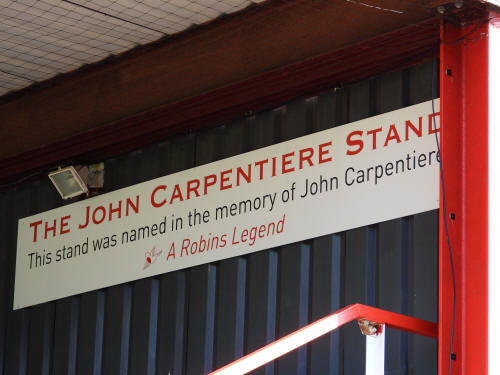 THE JOHN CARPENTIERE STAND
This stand was named in the memory of John Carpentiere
A Robins Legend